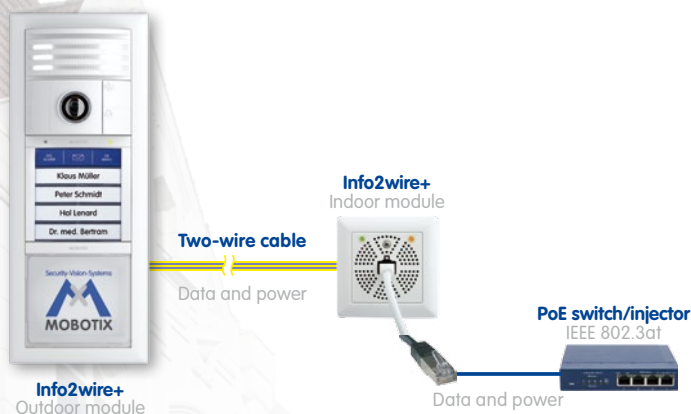 Klaus Müller
Peter Schmidt
Hal Lenard
Dr. med. Bertram
Security-Vision-Systems
MOBOTIX
Info2wire+
Outdoor module
Two-wire cable
Data and power
Info2wire+
Indoor module
PoE switch/injector
IEEE 802.3at
Data and power